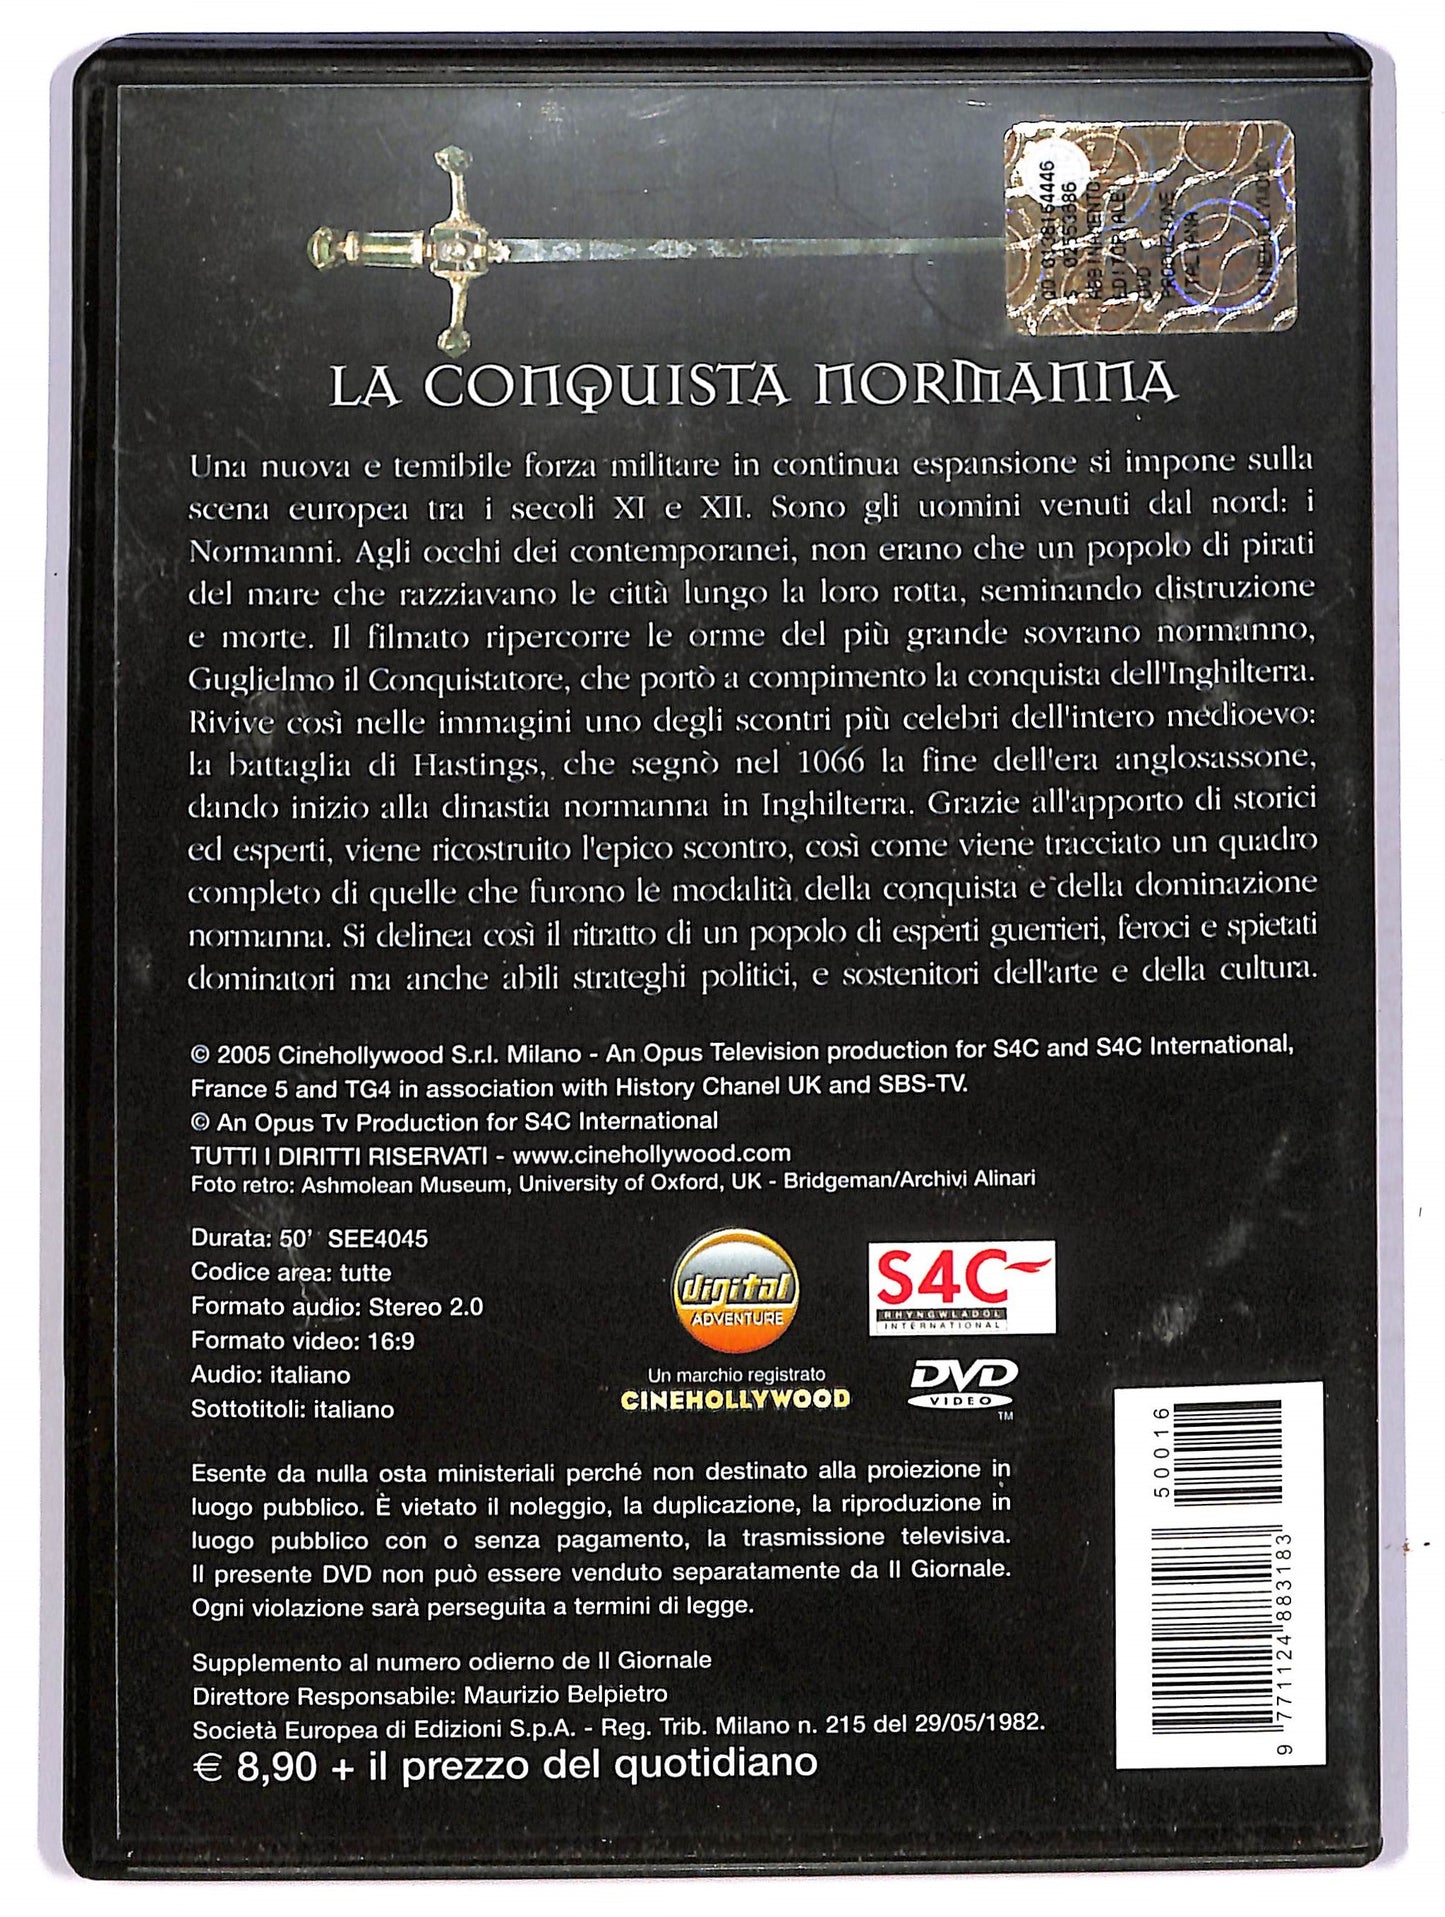 QD 038164446
S 02553686
ABBINAMENTO
EDITORIALE
DVD
PRODUZIONE
ITALIANA
LA CONQUISTA NORMANNA
Una nuova e temibile forza militare in continua espansione si impone sulla
scena europea tra i secoli XI e XII. Sono gli uomini venuti dal nord: i
Normanni. Agli occhi dei contemporanei, non erano che un popolo di pirati
del mare che razziavano le città lungo la loro rotta, seminando distruzione
e morte. Il filmato ripercorre le orme del più grande sovrano normanno,
Guglielmo il Conquistatore, che portò a compimento la conquista dell'Inghilterra.
Rivive così nelle immagini uno degli scontri più celebri dell'intero medioevo:
la battaglia di Hastings, che segnò nel 1066 la fine dell'era anglosassone,
dando inizio alla dinastia normanna in Inghilterra. Grazie all'apporto di storici
ed esperti, viene ricostruito l'epico scontro, così come viene tracciato un quadro
completo di quelle che furono le modalità della conquista e della dominazione
normanna. Si delinea così il ritratto di un popolo di esperti guerrieri, feroci e spietati
dominatori ma anche abili strateghi politici, e sostenitori dell'arte e della cultura.
© 2005 Cinehollywood S.r.l. Milano - An Opus Television production for S4C and S4C International,
France 5 and TG4 in association with History Chanel UK and SBS-TV.
© An Opus Tv Production for S4C International
TUTTI I DIRITTI RISERVATI - www.cinehollywood.com
Foto retro: Ashmolean Museum, University of Oxford, UK - Bridgeman/Archivi Alinari
Durata: 50' SEE4045
Codice area: tutte
Formato audio: Stereo 2.0
Formato video: 16:9
Audio: italiano
Sottotitoli: italiano
digital
ADVENTURE
Un marchio registrato
CINEHOLLYWOOD
S4C
RHYNGWLADOL
INTERNATIONAL
DVD
VIDEO
TM
Esente da nulla osta ministeriali perché non destinato alla proiezione in
luogo pubblico. È vietato il noleggio, la duplicazione, la riproduzione in
luogo pubblico con o senza pagamento, la trasmissione televisiva.
Il presente DVD non può essere venduto separatamente da Il Giornale.
Ogni violazione sarà perseguita a termini di legge.
Supplemento al numero odierno de Il Giornale
Direttore Responsabile: Maurizio Belpietro
Società Europea di Edizioni S.p.A. - Reg. Trib. Milano n. 215 del 29/05/1982.
€ 8,90 + il prezzo del quotidiano
50016
9 771124 883183